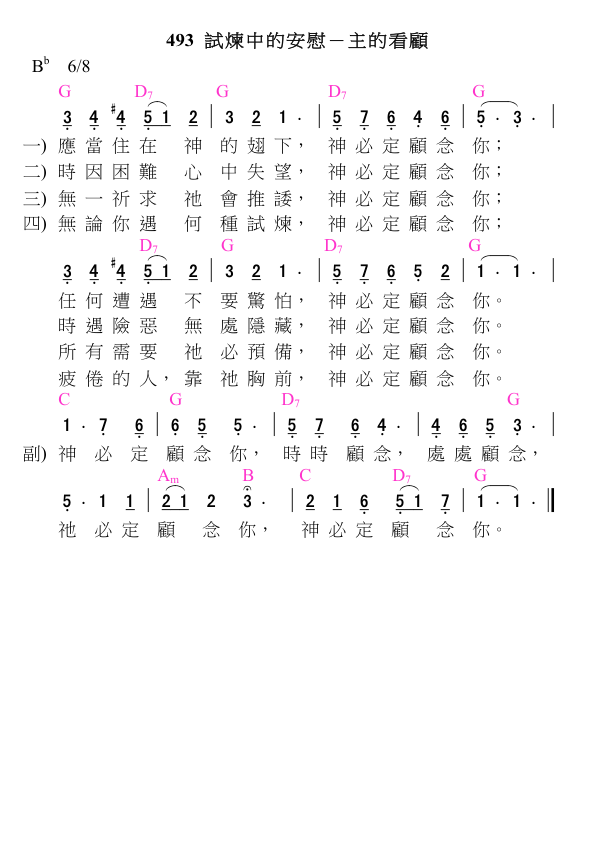 493 試煉中的安慰－主的看顧
B♭ 6/8
G D7 G D7 G
3 4 #4 5 1 2 | 3 2 1 · | 5 7 6 4 6 | 5 · 3 · |
一) 應當住在 神 的翅下， 神必定顧念 你；
二) 時因困難 心 中失望， 神必定顧念 你；
三) 無一祈求 祂 會推諉， 神必定顧念 你；
四) 無論你遇 何 種試煉， 神必定顧念 你；
D7 G D7 G
3 4 #4 5 1 2 | 3 2 1 · | 5 7 6 5 2 | 1 · 1 · |
任何遭遇 不 要驚怕， 神必定顧念 你。
時遇險惡 無 處隱藏， 神必定顧念 你。
所有需要 祂 必預備， 神必定顧念 你。
疲倦的人，靠 祂胸前， 神必定顧念 你。
C G D7 G
1 · 7 6 | 6 5 5 · | 5 7 6 4 · | 4 6 5 3 · |
副) 神 必 定 顧念 你， 時時 顧念， 處處顧念，
Am B C D7 G
5 · 1 1 | 2 1 2 3 · | 2 1 6 5 1 7 | 1 · 1 · ‖
祂 必定 顧 念 你， 神必定 顧 念 你。